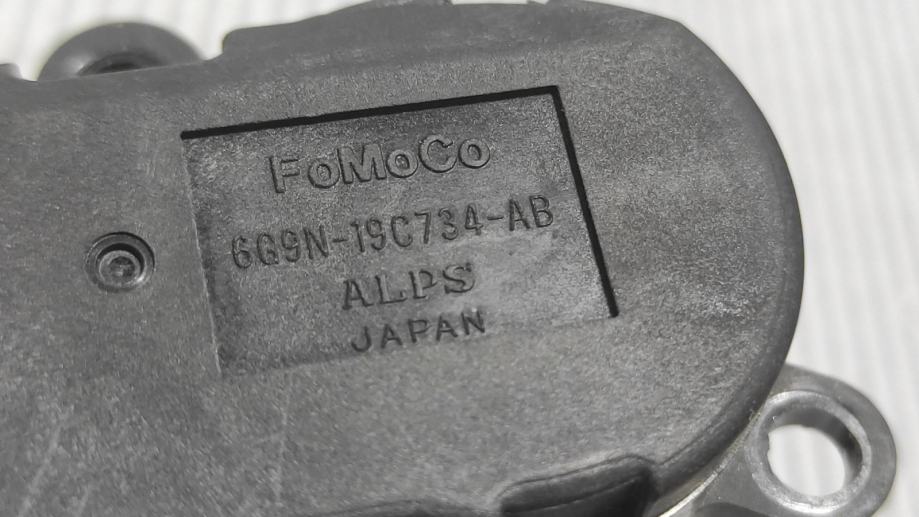 FoMoCo
6G9N-19C734-AB
ALPS
JAPAN